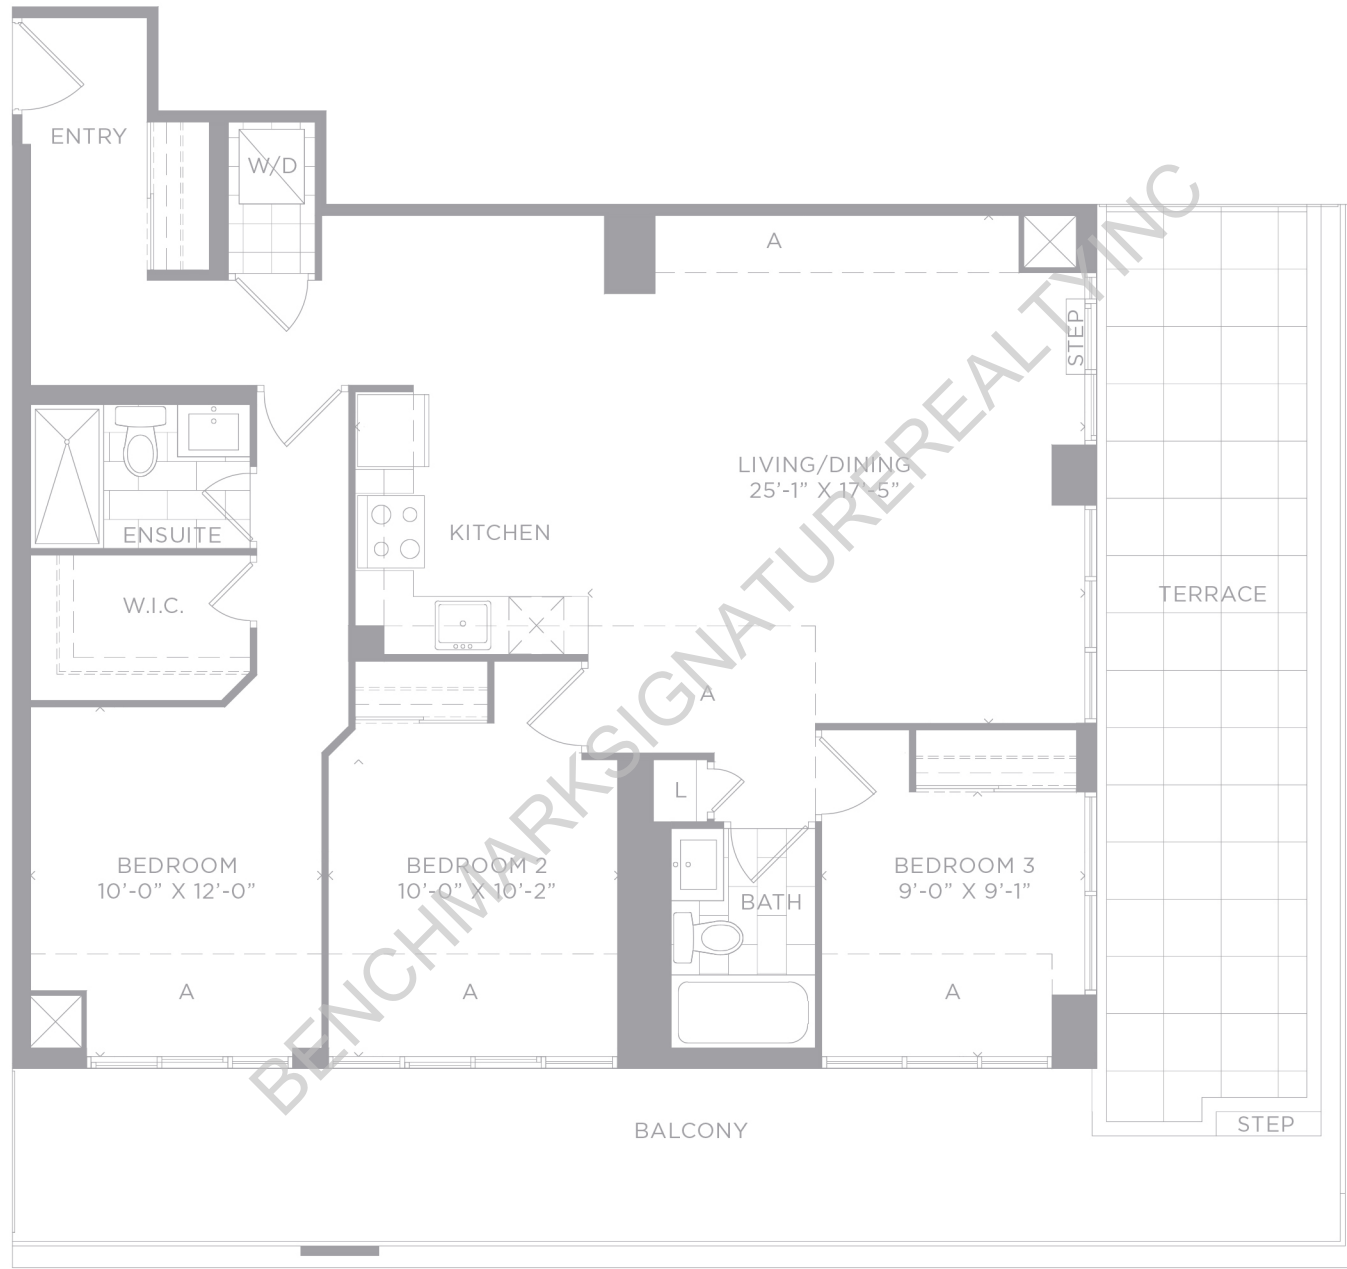 ENTRY
W/D
A
STEP
LIVING/DINING
25'-1" X 17'-5"
ENSUITE
KITCHEN
W.I.C.
TERRACE
A
L
BEDROOM
10'-0" X 12'-0"
BEDROOM 2
10'-0" X 10'-2"
BEDROOM 3
9'-0" X 9'-1"
BATH
A
A
A
STEP
BALCONY
BENCHMARKSIGNATUREREALTYINC